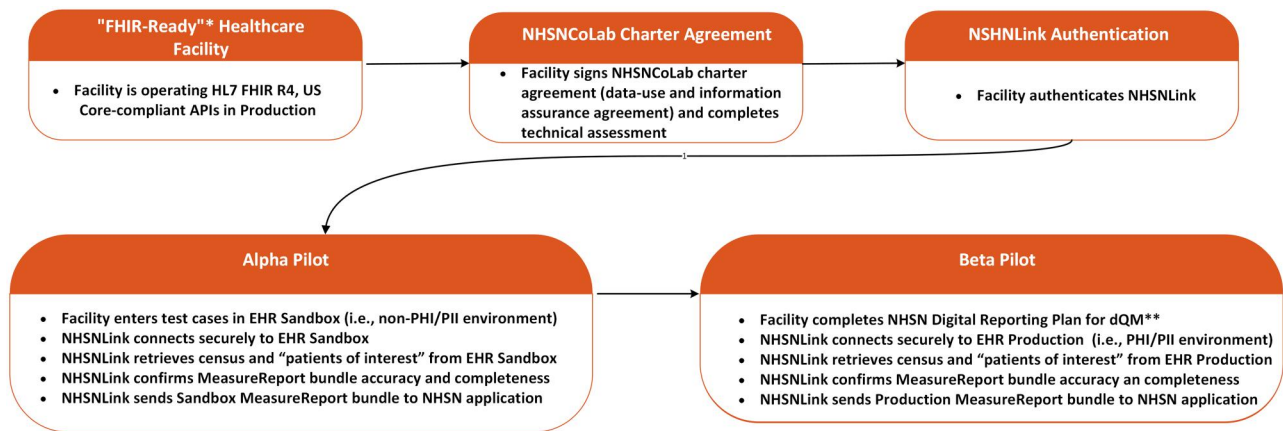 "FHIR-Ready"* Healthcare
Facility
• Facility is operating HL7 FHIR R4, US
Core-compliant APIs in Production
NHSNCoLab Charter Agreement
• Facility signs NHSNCoLab charter
agreement (data-use and information
assurance agreement) and completes
technical assessment
NSHNLink Authentication
• Facility authenticates NHSNLink
1
Alpha Pilot
• Facility enters test cases in EHR Sandbox (i.e., non-PHI/PII environment)
• NHSNLink connects securely to EHR Sandbox
• NHSNLink retrieves census and “patients of interest” from EHR Sandbox
• NHSNLink confirms MeasureReport bundle accuracy and completeness
• NHSNLink sends Sandbox MeasureReport bundle to NHSN application
Beta Pilot
• Facility completes NHSN Digital Reporting Plan for dQM**
• NHSNLink connects securely to EHR Production (i.e., PHI/PII environment)
• NHSNLink retrieves census and “patients of interest” from EHR Production
• NHSNLink confirms MeasureReport bundle accuracy an completeness
• NHSNLink sends Production MeasureReport bundle to NHSN application